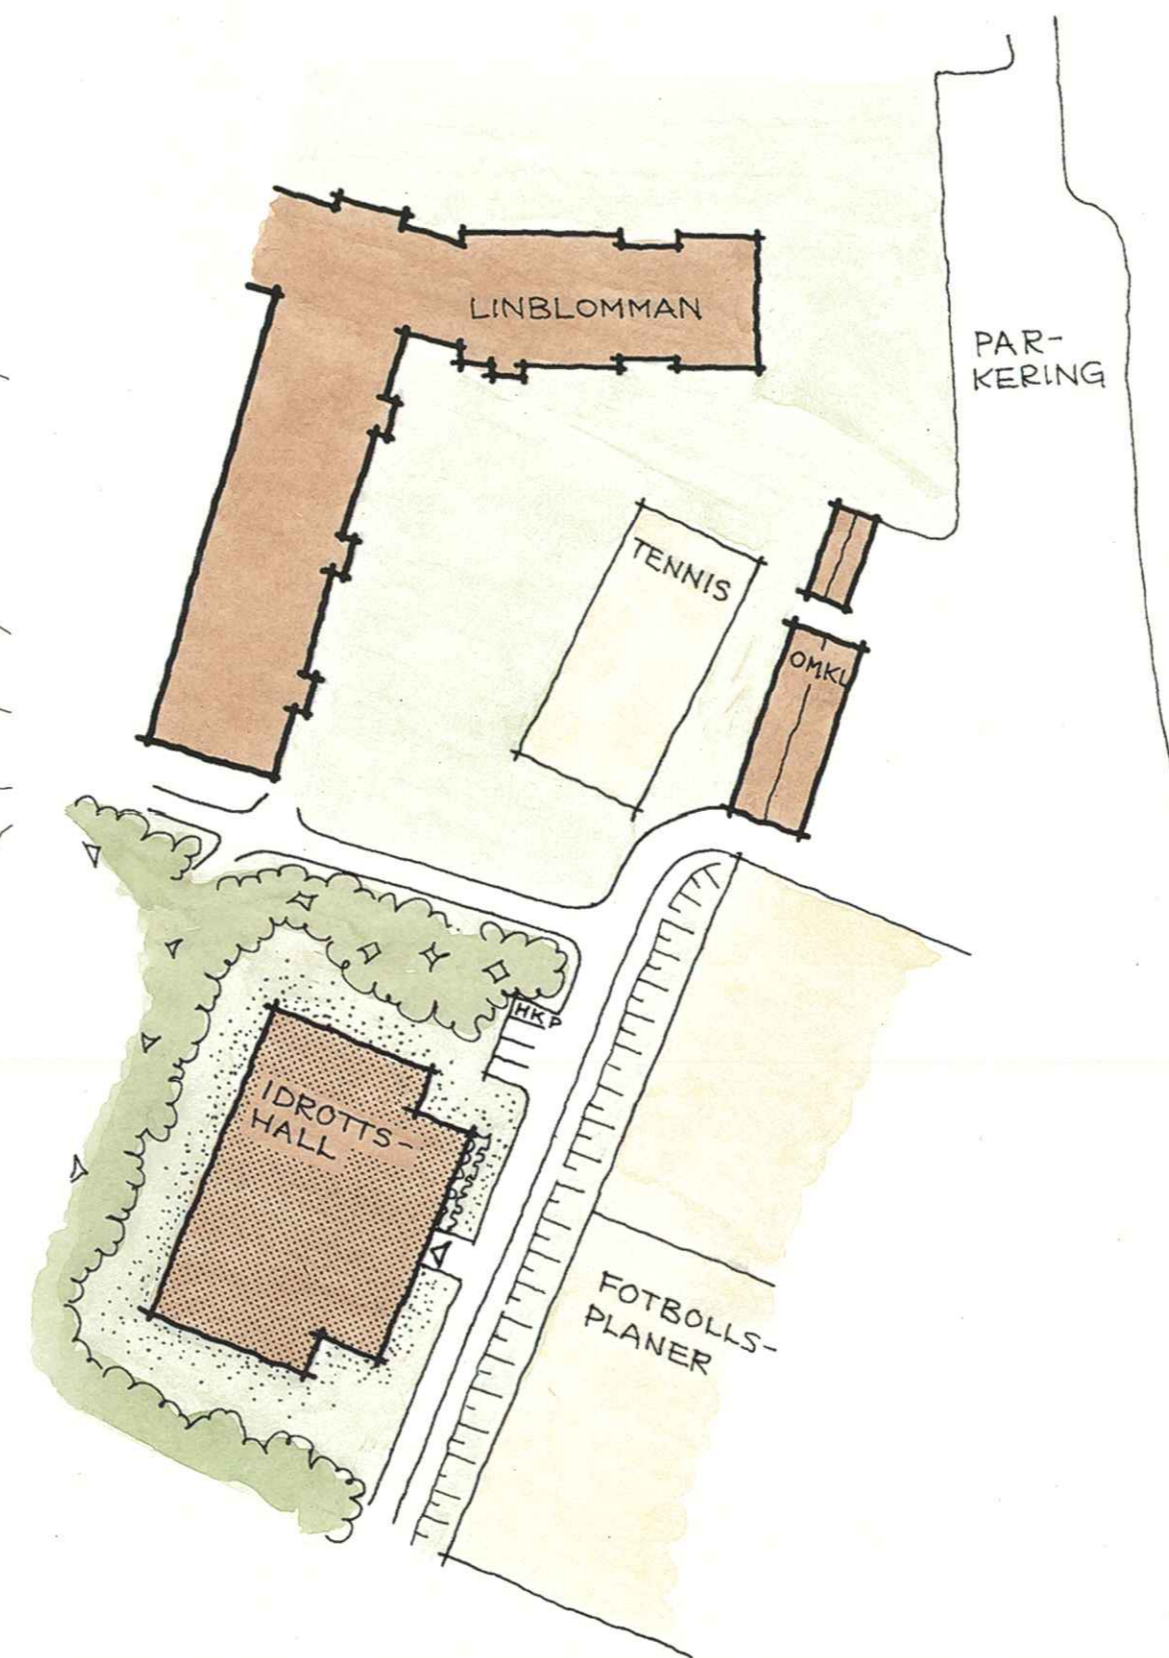 LINBLOMMAN
PAR-
KERING
TENNIS
OMKL
HKP
IDROTTS-
HALL
FOTBOLLS-
PLANER